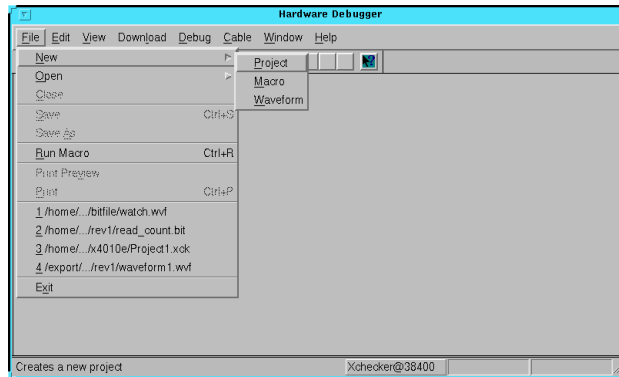 Hardware Debugger
File Edit View Download Debug Cable Window Help
New
Project
Open
Macro
Close
Waveform
Save Ctrl+S
Save As
Run Macro Ctrl+R
Print Preview
Print Ctrl+P
1 /home/.../bitfile/watch.wvf
2 /home/.../rev1/read_count.bit
3 /home/.../x4010e/Project1.xck
4 /export/.../rev1/waveform1.wvf
Exit
Creates a new project Xchecker@38400